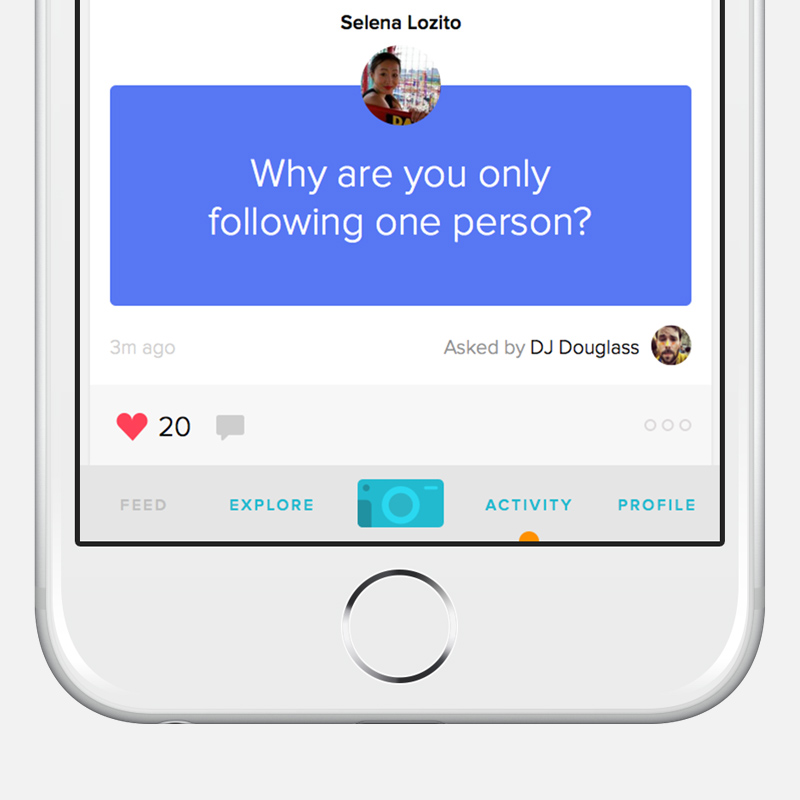 Selena Lozito
Why are you only
following one person?
3m ago
Asked by DJ Douglass
20
FEED
EXPLORE
ACTIVITY
PROFILE